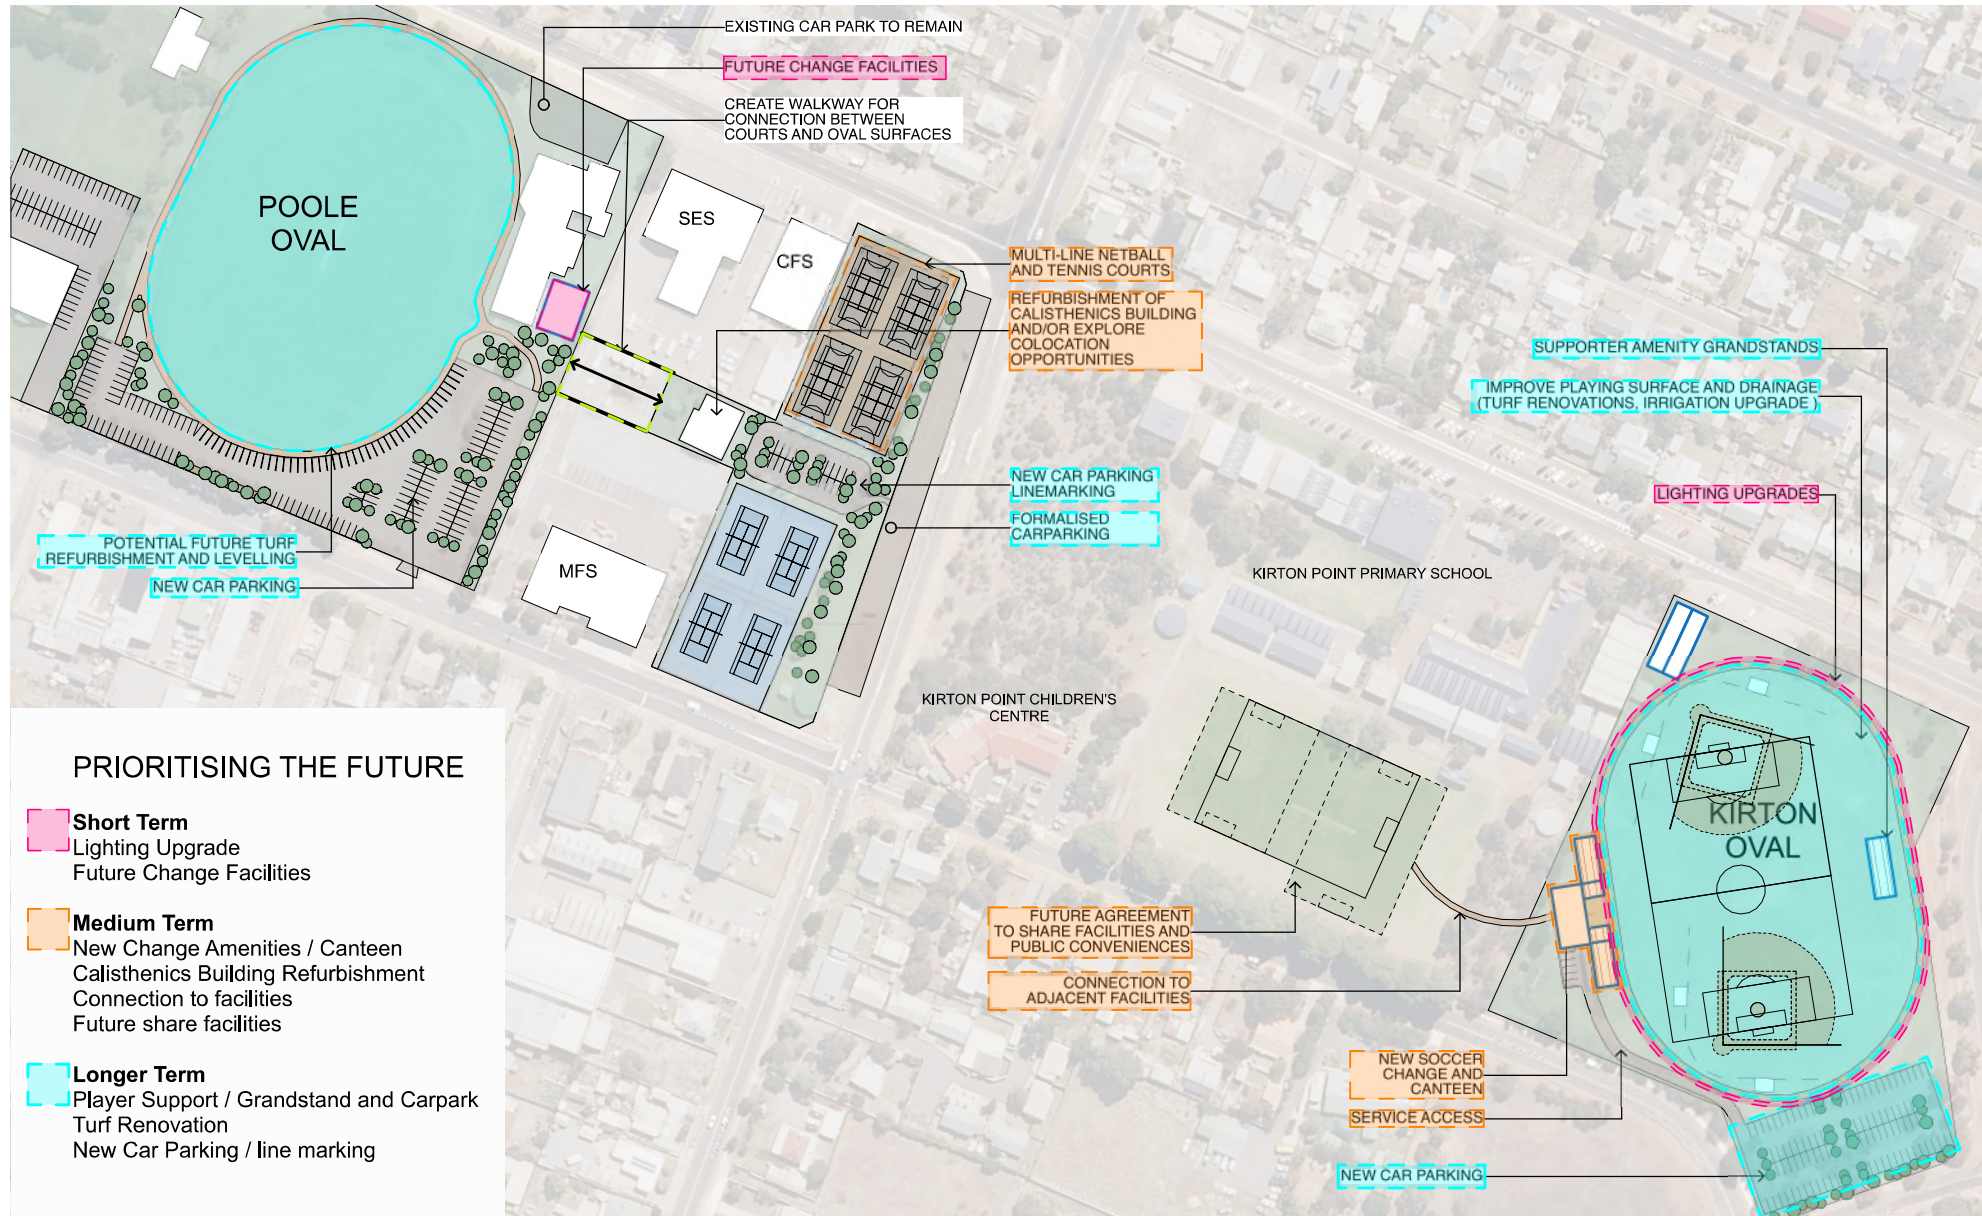 EXISTING CAR PARK TO REMAIN
FUTURE CHANGE FACILITIES
CREATE WALKWAY FOR
CONNECTION BETWEEN
COURTS AND OVAL SURFACES
POOLE
OVAL
SES
CFS
MULTI-LINE NETBALL
AND TENNIS COURTS
REFURBISHMENT OF
CALISTHENICS BUILDING
AND/OR EXPLORE
COLOCATION
OPPORTUNITIES
SUPPORTER AMENITY GRANDSTANDS
IMPROVE PLAYING SURFACE AND DRAINAGE
(TURF RENOVATIONS, IRRIGATION UPGRADE )
NEW CAR PARKING
LINEMARKING
LIGHTING UPGRADES
FORMALISED
CARPARKING
POTENTIAL FUTURE TURF
REFURBISHMENT AND LEVELLING
NEW CAR PARKING
MFS
KIRTON POINT PRIMARY SCHOOL
KIRTON POINT CHILDREN'S
CENTRE
KIRTON
OVAL
FUTURE AGREEMENT
TO SHARE FACILITIES AND
PUBLIC CONVENIENCES
CONNECTION TO
ADJACENT FACILITIES
NEW SOCCER
CHANGE AND
CANTEEN
SERVICE ACCESS
NEW CAR PARKING
PRIORITISING THE FUTURE
Short Term
Lighting Upgrade
Future Change Facilities
Medium Term
New Change Amenities / Canteen
Calisthenics Building Refurbishment
Connection to facilities
Future share facilities
Longer Term
Player Support / Grandstand and Carpark
Turf Renovation
New Car Parking / line marking